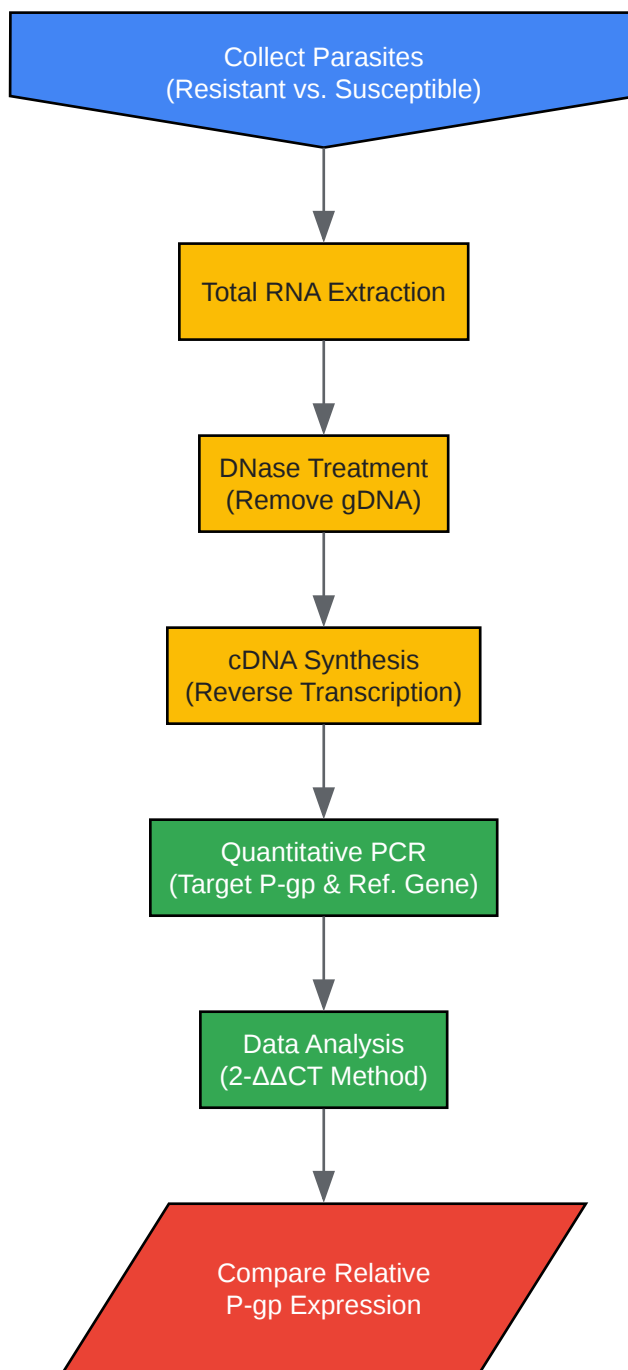 Collect Parasites
(Resistant vs. Susceptible)
Total RNA Extraction
DNase Treatment
(Remove gDNA)
cDNA Synthesis
(Reverse Transcription)
Quantitative PCR
(Target P-gp & Ref. Gene)
Data Analysis
(2-ΔΔCT Method)
Compare Relative
P-gp Expression